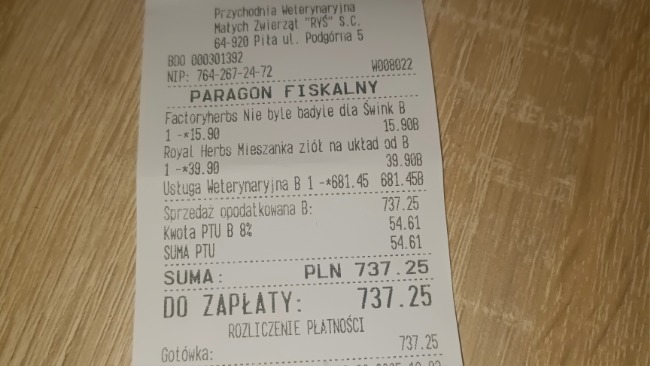 Przychodnia Weterynaryjna
Małych Zwierząt "RYŚ" S.C.
64-920 Piła ul. Podgórna 5
BDO 000301392
NIP: 764-267-24-72 W008022
PARAGON FISKALNY
Factoryherbs Nie byle badyle dla Śwink B
1 -*15.90 15.90B
Royal Herbs Mieszanka ziół na układ od B
1 -*39.90 39.90B
Usługa Weterynaryjna B 1 -*681.45 681.45B
Sprzedaż opodatkowana B: 737.25
Kwota PTU B 8% 54.61
SUMA PTU 54.61
SUMA: PLN 737.25
DO ZAPŁATY: 737.25
ROZLICZENIE PŁATNOŚCI
Gotówka: 737.25